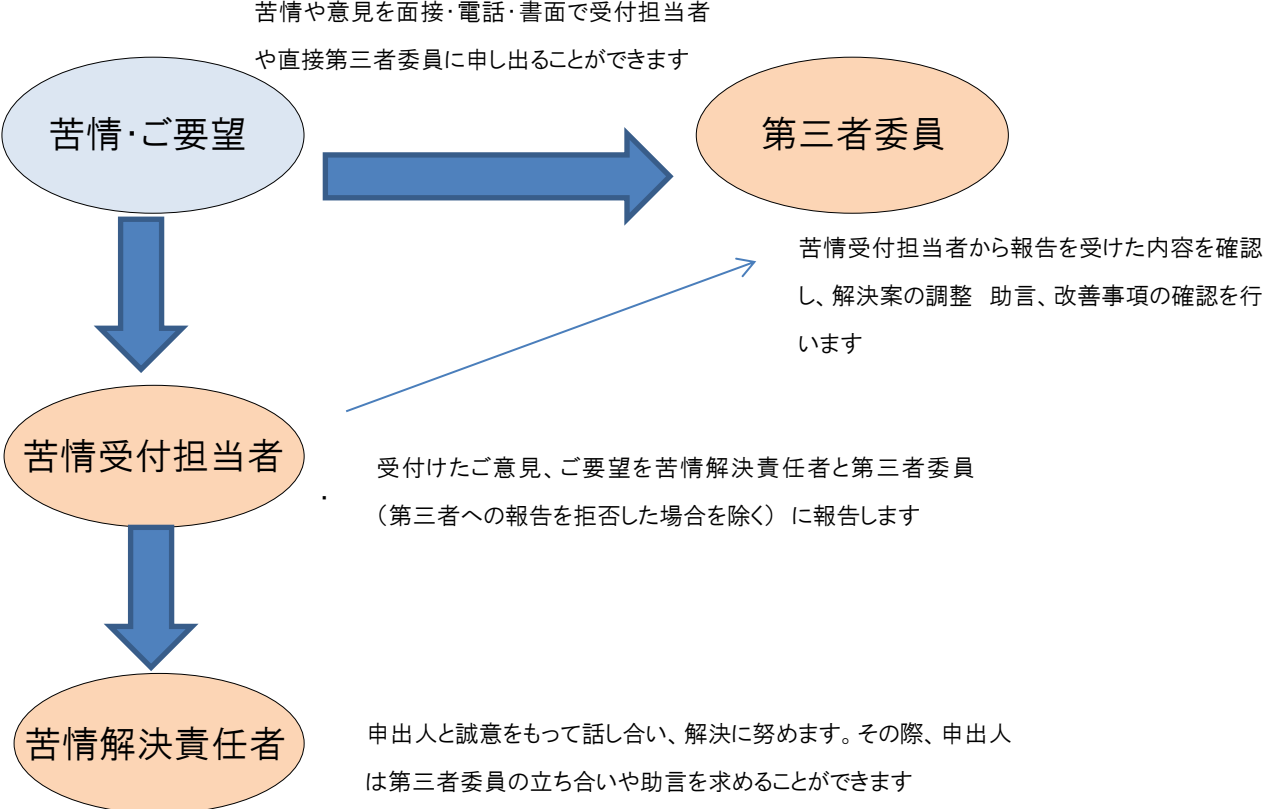 苦情や意見を面接・電話・書面で受付担当者
や直接第三者委員に申し出ることができます
苦情・ご要望
第三者委員
苦情受付担当者から報告を受けた内容を確認
し、解決案の調整　助言、改善事項の確認を行
います
苦情受付担当者
受付けたご意見、ご要望を苦情解決責任者と第三者委員
（第三者への報告を拒否した場合を除く）　に報告します
苦情解決責任者
申出人と誠意をもって話し合い、解決に努めます。その際、申出人
は第三者委員の立ち合いや助言を求めることができます